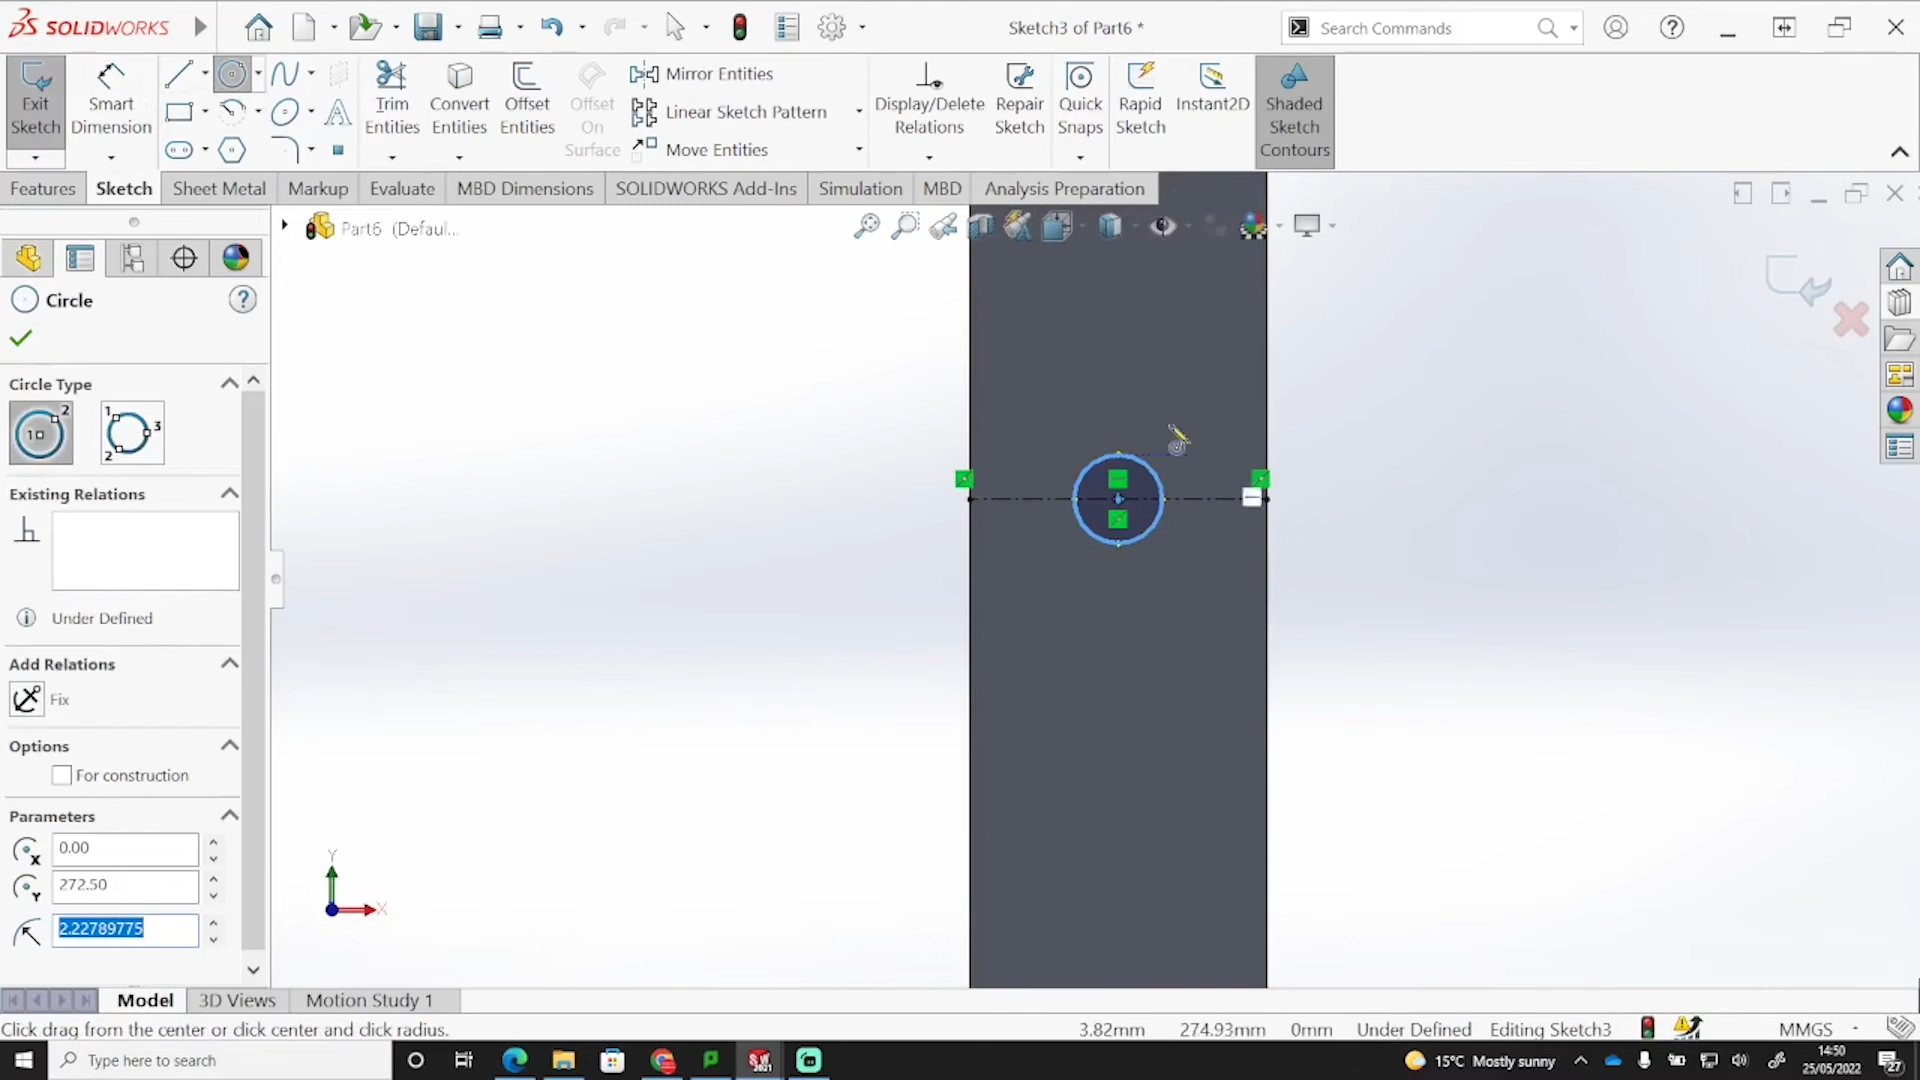 SOLIDWORKS
Sketch3 of Part6 *
Search Commands
Exit Sketch
Smart Dimension
Trim Entities
Convert Entities
Offset Entities
Offset On Surface
Mirror Entities
Linear Sketch Pattern
Move Entities
Display/Delete Relations
Repair Sketch
Quick Snaps
Rapid Sketch
Instant2D
Shaded Sketch Contours
Features
Sketch
Sheet Metal
Markup
Evaluate
MBD Dimensions
SOLIDWORKS Add-Ins
Simulation
MBD
Analysis Preparation
Part6 (Defaul...
Circle
Circle Type
Existing Relations
Under Defined
Add Relations
Fix
Options
For construction
Parameters
0.00
272.50
2.22789775
Y
X
Model
3D Views
Motion Study 1
Click drag from the center or click center and click radius.
3.82mm
274.93mm
0mm
Under Defined
Editing Sketch3
MMGS
Type here to search
15°C Mostly sunny
14:50
25/05/2022
27